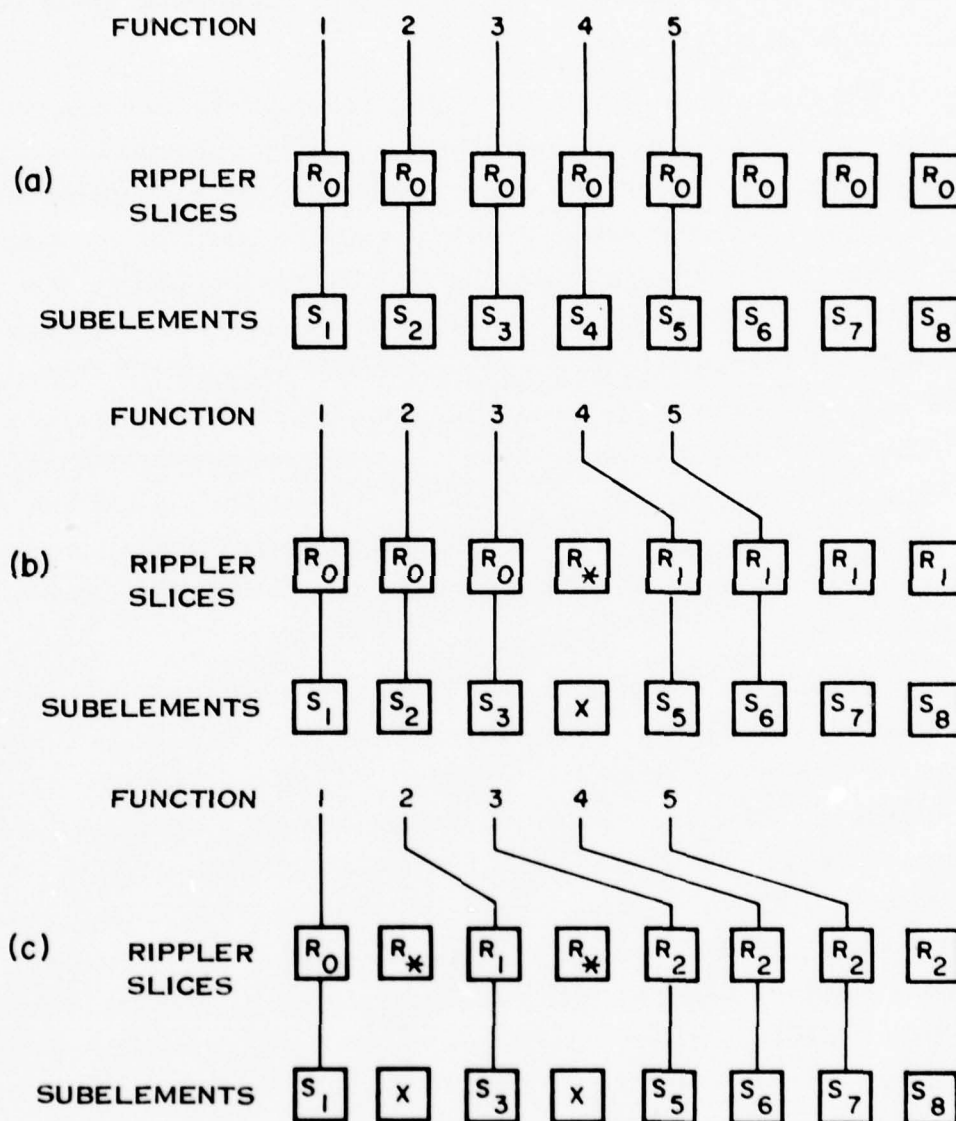 FUNCTION 1 2 3 4 5
(a) RIPPLER SLICES R0 R0 R0 R0 R0 R0 R0 R0
SUBELEMENTS S1 S2 S3 S4 S5 S6 S7 S8
FUNCTION 1 2 3 4 5
(b) RIPPLER SLICES R0 R0 R0 R* R1 R1 R1 R1
SUBELEMENTS S1 S2 S3 X S5 S6 S7 S8
FUNCTION 1 2 3 4 5
(c) RIPPLER SLICES R0 R* R1 R* R2 R2 R2 R2
SUBELEMENTS S1 X S3 X S5 S6 S7 S8